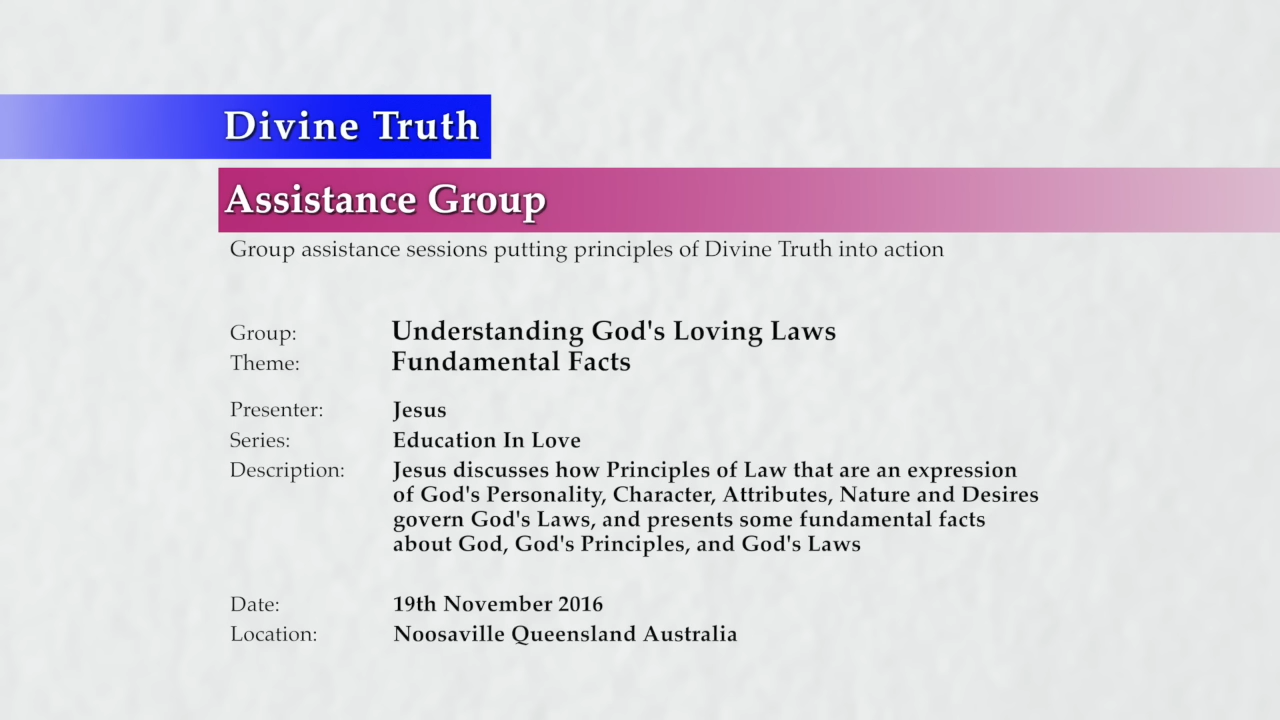 Divine Truth
Assistance Group
Group assistance sessions putting principles of Divine Truth into action
Group: Understanding God's Loving Laws
Theme: Fundamental Facts
Presenter: Jesus
Series: Education In Love
Description: Jesus discusses how Principles of Law that are an expression
of God's Personality, Character, Attributes, Nature and Desires
govern God's Laws, and presents some fundamental facts
about God, God's Principles, and God's Laws
Date: 19th November 2016
Location: Noosaville Queensland Australia